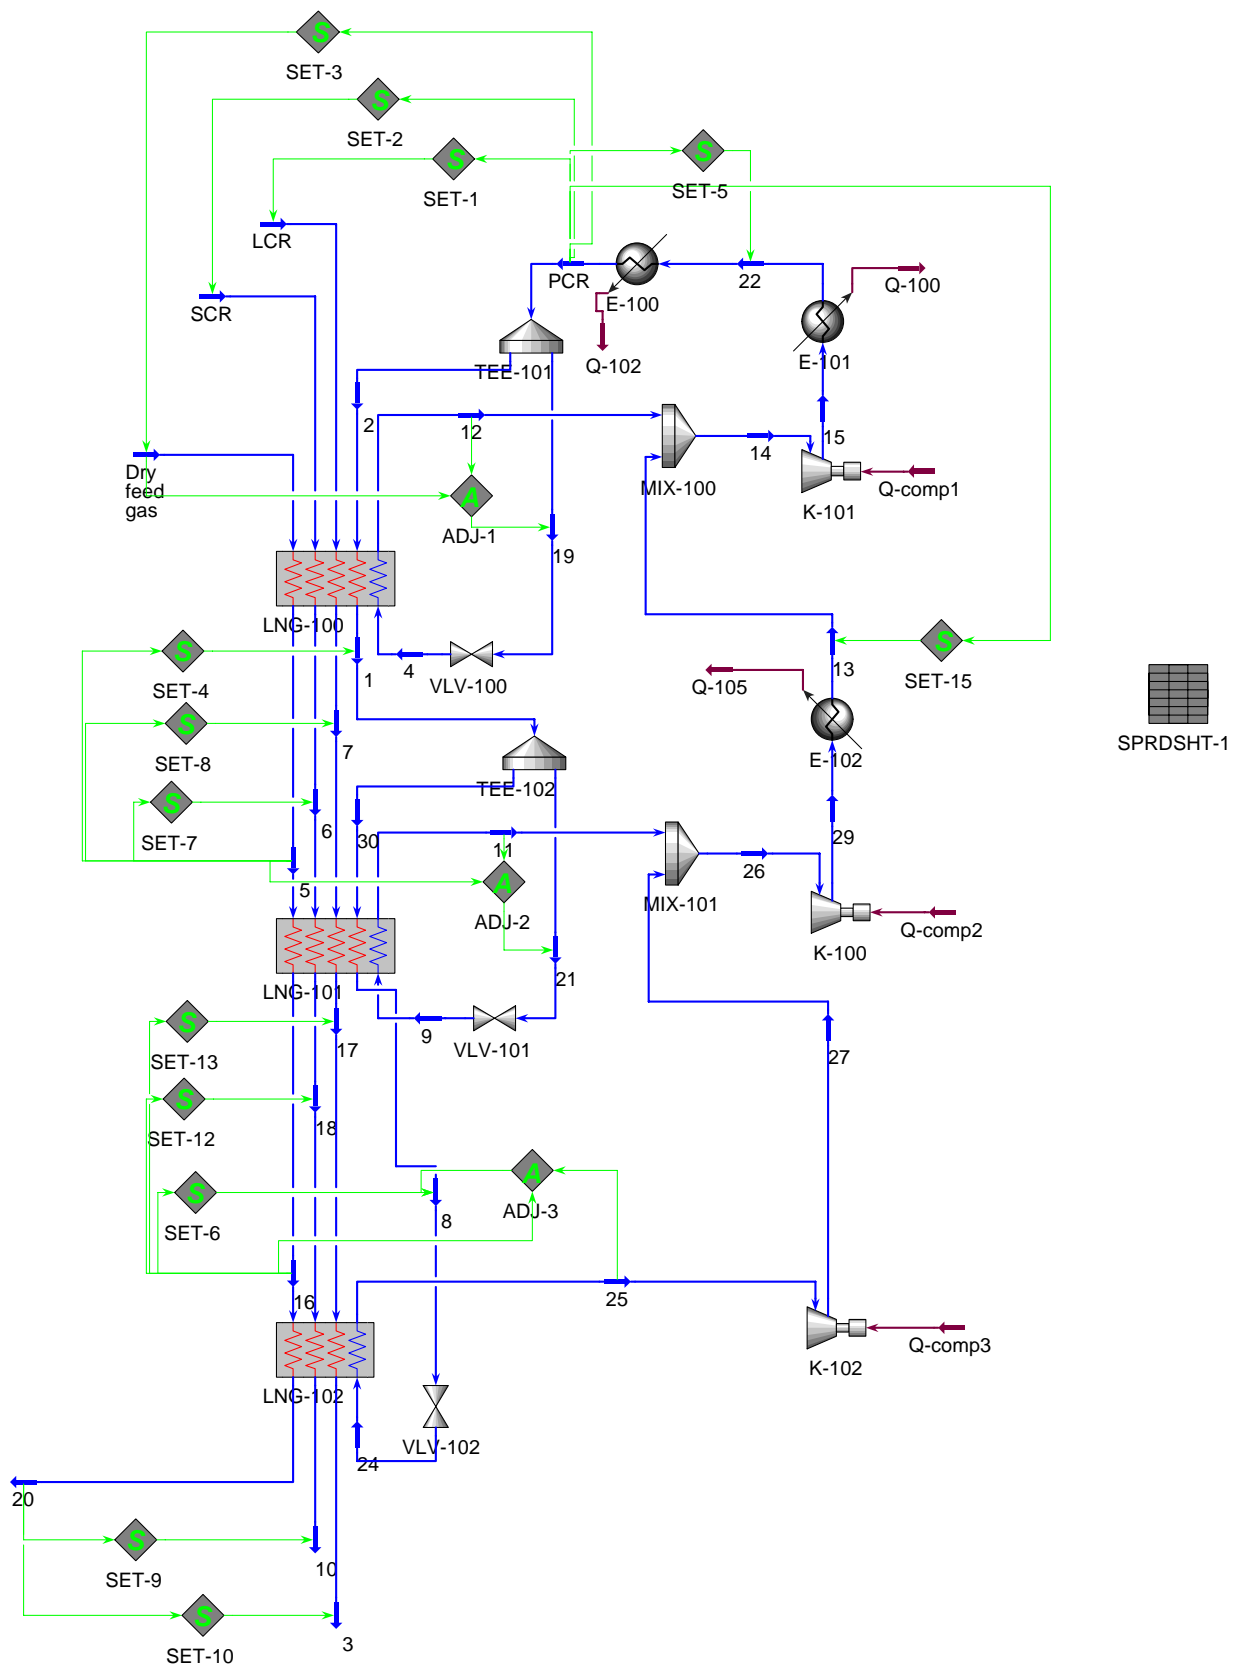 S
SET-3
S
SET-2
S
SET-1
S
SET-5
LCR
PCR
E-100
22
Q-100
SCR
TEE-101
Q-102
E-101
2
12
14
15
Dry
feed
gas
A
ADJ-1
MIX-100
K-101
Q-comp1
19
LNG-100
S
SET-4
1
4
VLV-100
13
S
SET-15
Q-105
S
SET-8
7
TEE-102
E-102
SPRDSHT-1
S
SET-7
6
30
11
29
5
A
ADJ-2
MIX-101
26
K-100
Q-comp2
LNG-101
21
S
SET-13
17
9
VLV-101
27
S
SET-12
18
S
SET-6
8
A
ADJ-3
16
25
LNG-102
K-102
Q-comp3
24
VLV-102
20
S
SET-9
10
S
SET-10
3